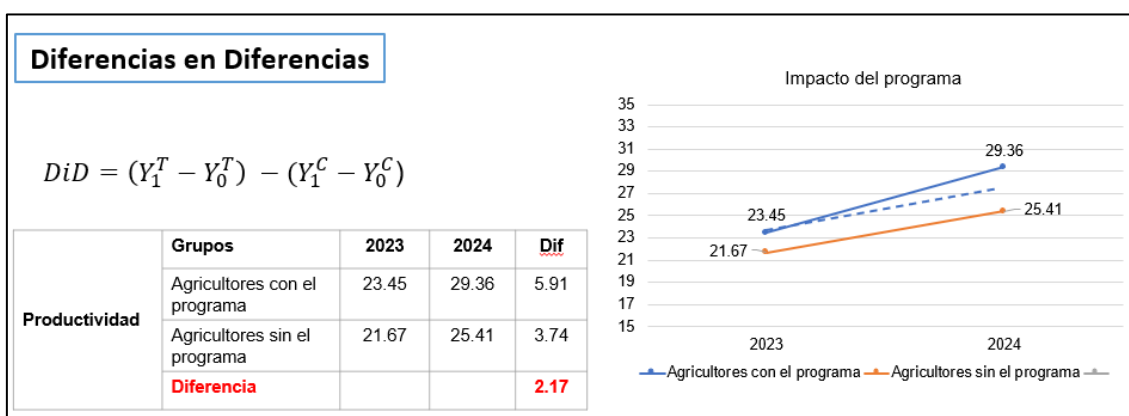 Diferencias en Diferencias
DiD = (Y₁ᵀ − Y₀ᵀ) − (Y₁ᶜ − Y₀ᶜ)
Productividad
Grupos 2023 2024 Dif
Agricultores con el
programa
23.45 29.36 5.91
Agricultores sin el
programa
21.67 25.41 3.74
Diferencia 2.17
Impacto del programa
35
33
31
29
27
25
23
21
19
17
15
29.36
23.45
25.41
21.67
2023 2024
Agricultores con el programa Agricultores sin el programa